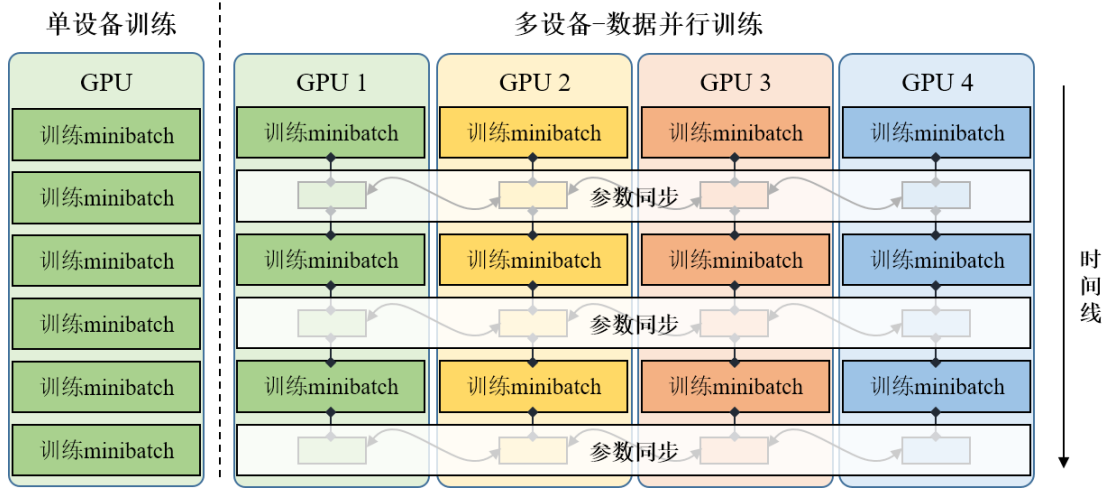 单设备训练
多设备-数据并行训练
GPU
GPU 1
GPU 2
GPU 3
GPU 4
训练minibatch
训练minibatch
训练minibatch
训练minibatch
训练minibatch
训练minibatch
训练minibatch
训练minibatch
训练minibatch
训练minibatch
参数同步
训练minibatch
训练minibatch
训练minibatch
训练minibatch
参数同步
训练minibatch
训练minibatch
训练minibatch
训练minibatch
参数同步
时间线